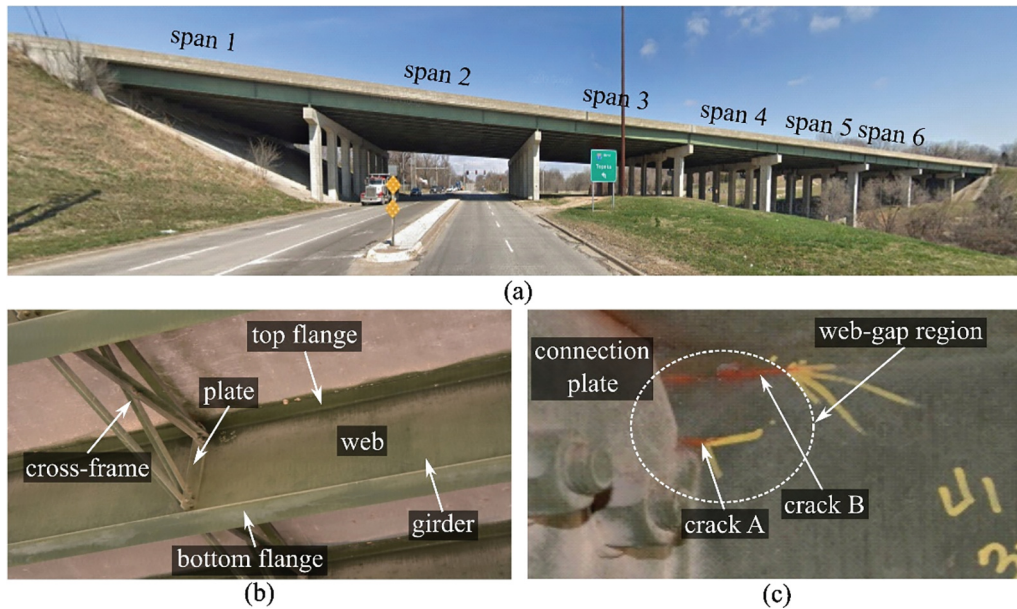 span 1
span 2
span 3
span 4
span 5
span 6
Topeka
(a)
top flange
plate
web
cross-frame
girder
bottom flange
(b)
connection
plate
web-gap region
crack B
crack A
(c)